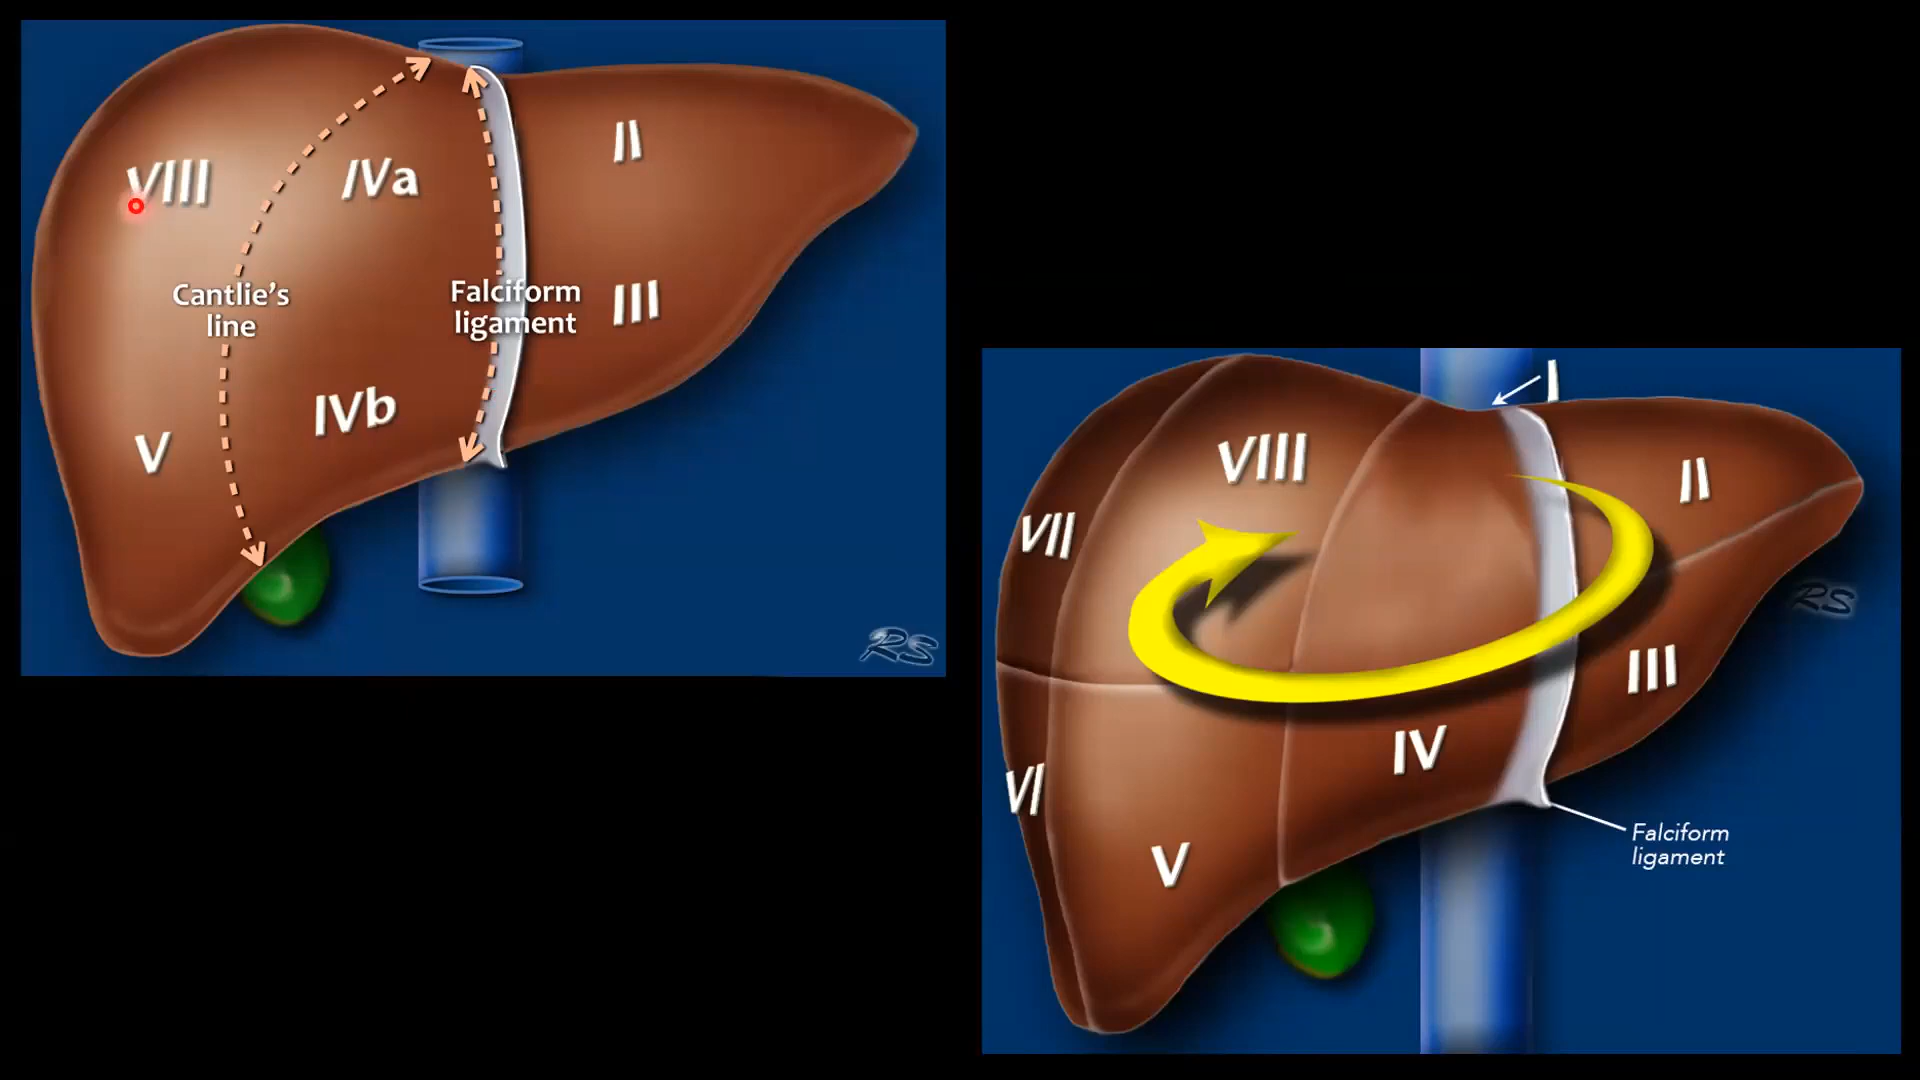 VIII
IVa
II
Cantlie's
line
Falciform
ligament
III
V
IVb
RS
I
VIII
II
VII
RS
III
IV
VI
V
Falciform
ligament